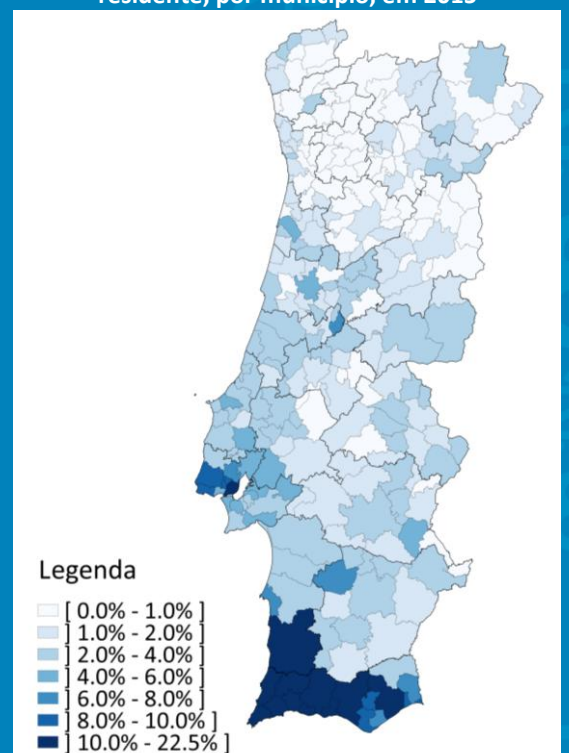 residente, por município, em 2015
Legenda
[ 0.0% - 1.0% ]
] 1.0% - 2.0% ]
] 2.0% - 4.0% ]
] 4.0% - 6.0% ]
] 6.0% - 8.0% ]
] 8.0% - 10.0% ]
] 10.0% - 22.5% ]